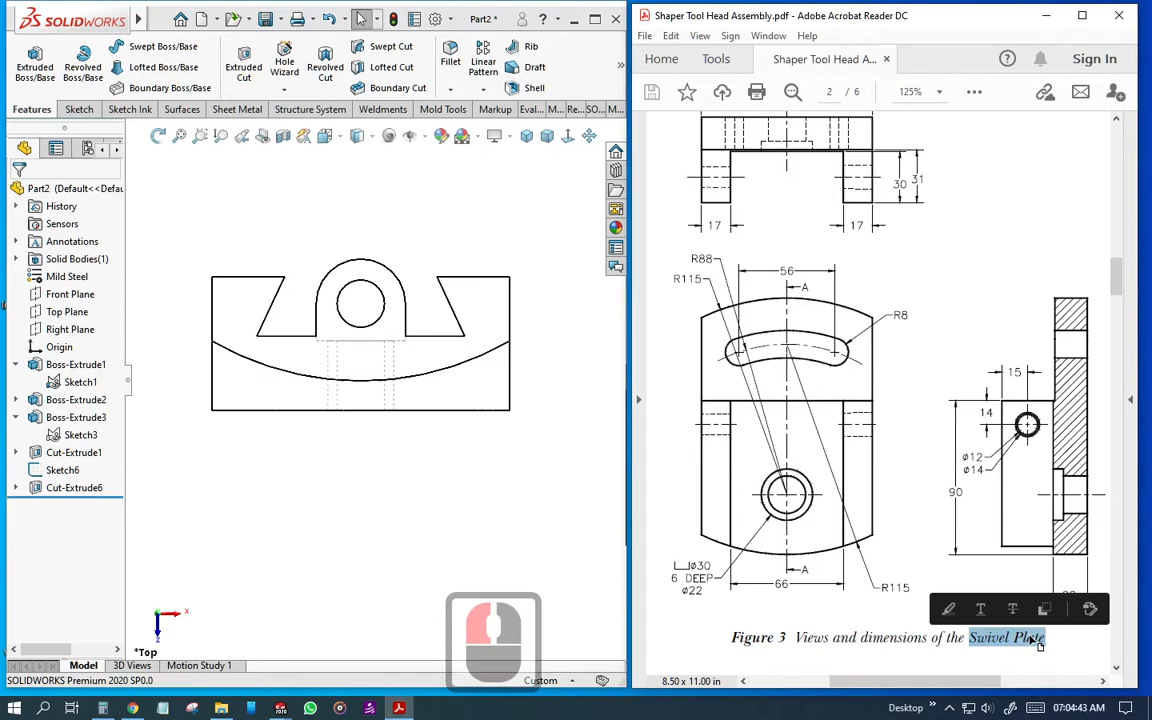 SOLIDWORKS
Part2 *
Extruded Boss/Base
Revolved Boss/Base
Swept Boss/Base
Lofted Boss/Base
Boundary Boss/Base
Extruded Cut
Hole Wizard
Revolved Cut
Swept Cut
Lofted Cut
Boundary Cut
Fillet
Linear Pattern
Rib
Draft
Shell
Features
Sketch
Sketch Ink
Surfaces
Sheet Metal
Structure System
Weldments
Mold Tools
Markup
Eval...
M...
Re...
SO...
M...
Part2 (Default<<Defau
History
Sensors
Annotations
Solid Bodies(1)
Mild Steel
Front Plane
Top Plane
Right Plane
Origin
Boss-Extrude1
Sketch1
Boss-Extrude2
Boss-Extrude3
Sketch3
Cut-Extrude1
Sketch6
Cut-Extrude6
x
z
*Top
Model
3D Views
Motion Study 1
SOLIDWORKS Premium 2020 SP0.0
Custom
Shaper Tool Head Assembly.pdf - Adobe Acrobat Reader DC
File Edit View Sign Window Help
Home
Tools
Shaper Tool Head A...
Sign In
2 / 6
125%
30
31
17
17
R88
56
R115
A
R8
15
14
ø12
ø14
90
⌴ø30
6 DEEP
ø22
A
66
R115
Figure 3 Views and dimensions of the Swivel Plate
8.50 x 11.00 in
Desktop
07:04:43 AM